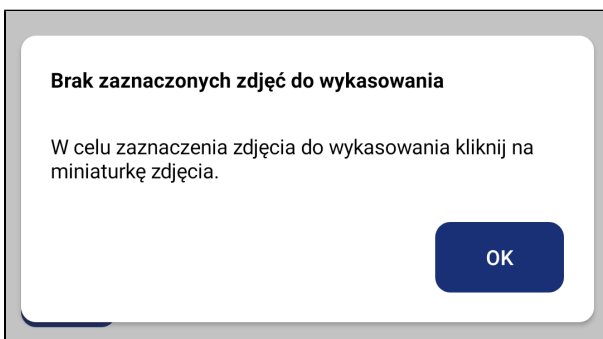 Brak zaznaczonych zdjęć do wykasowania
W celu zaznaczenia zdjęcia do wykasowania kliknij na
miniaturkę zdjęcia.
OK